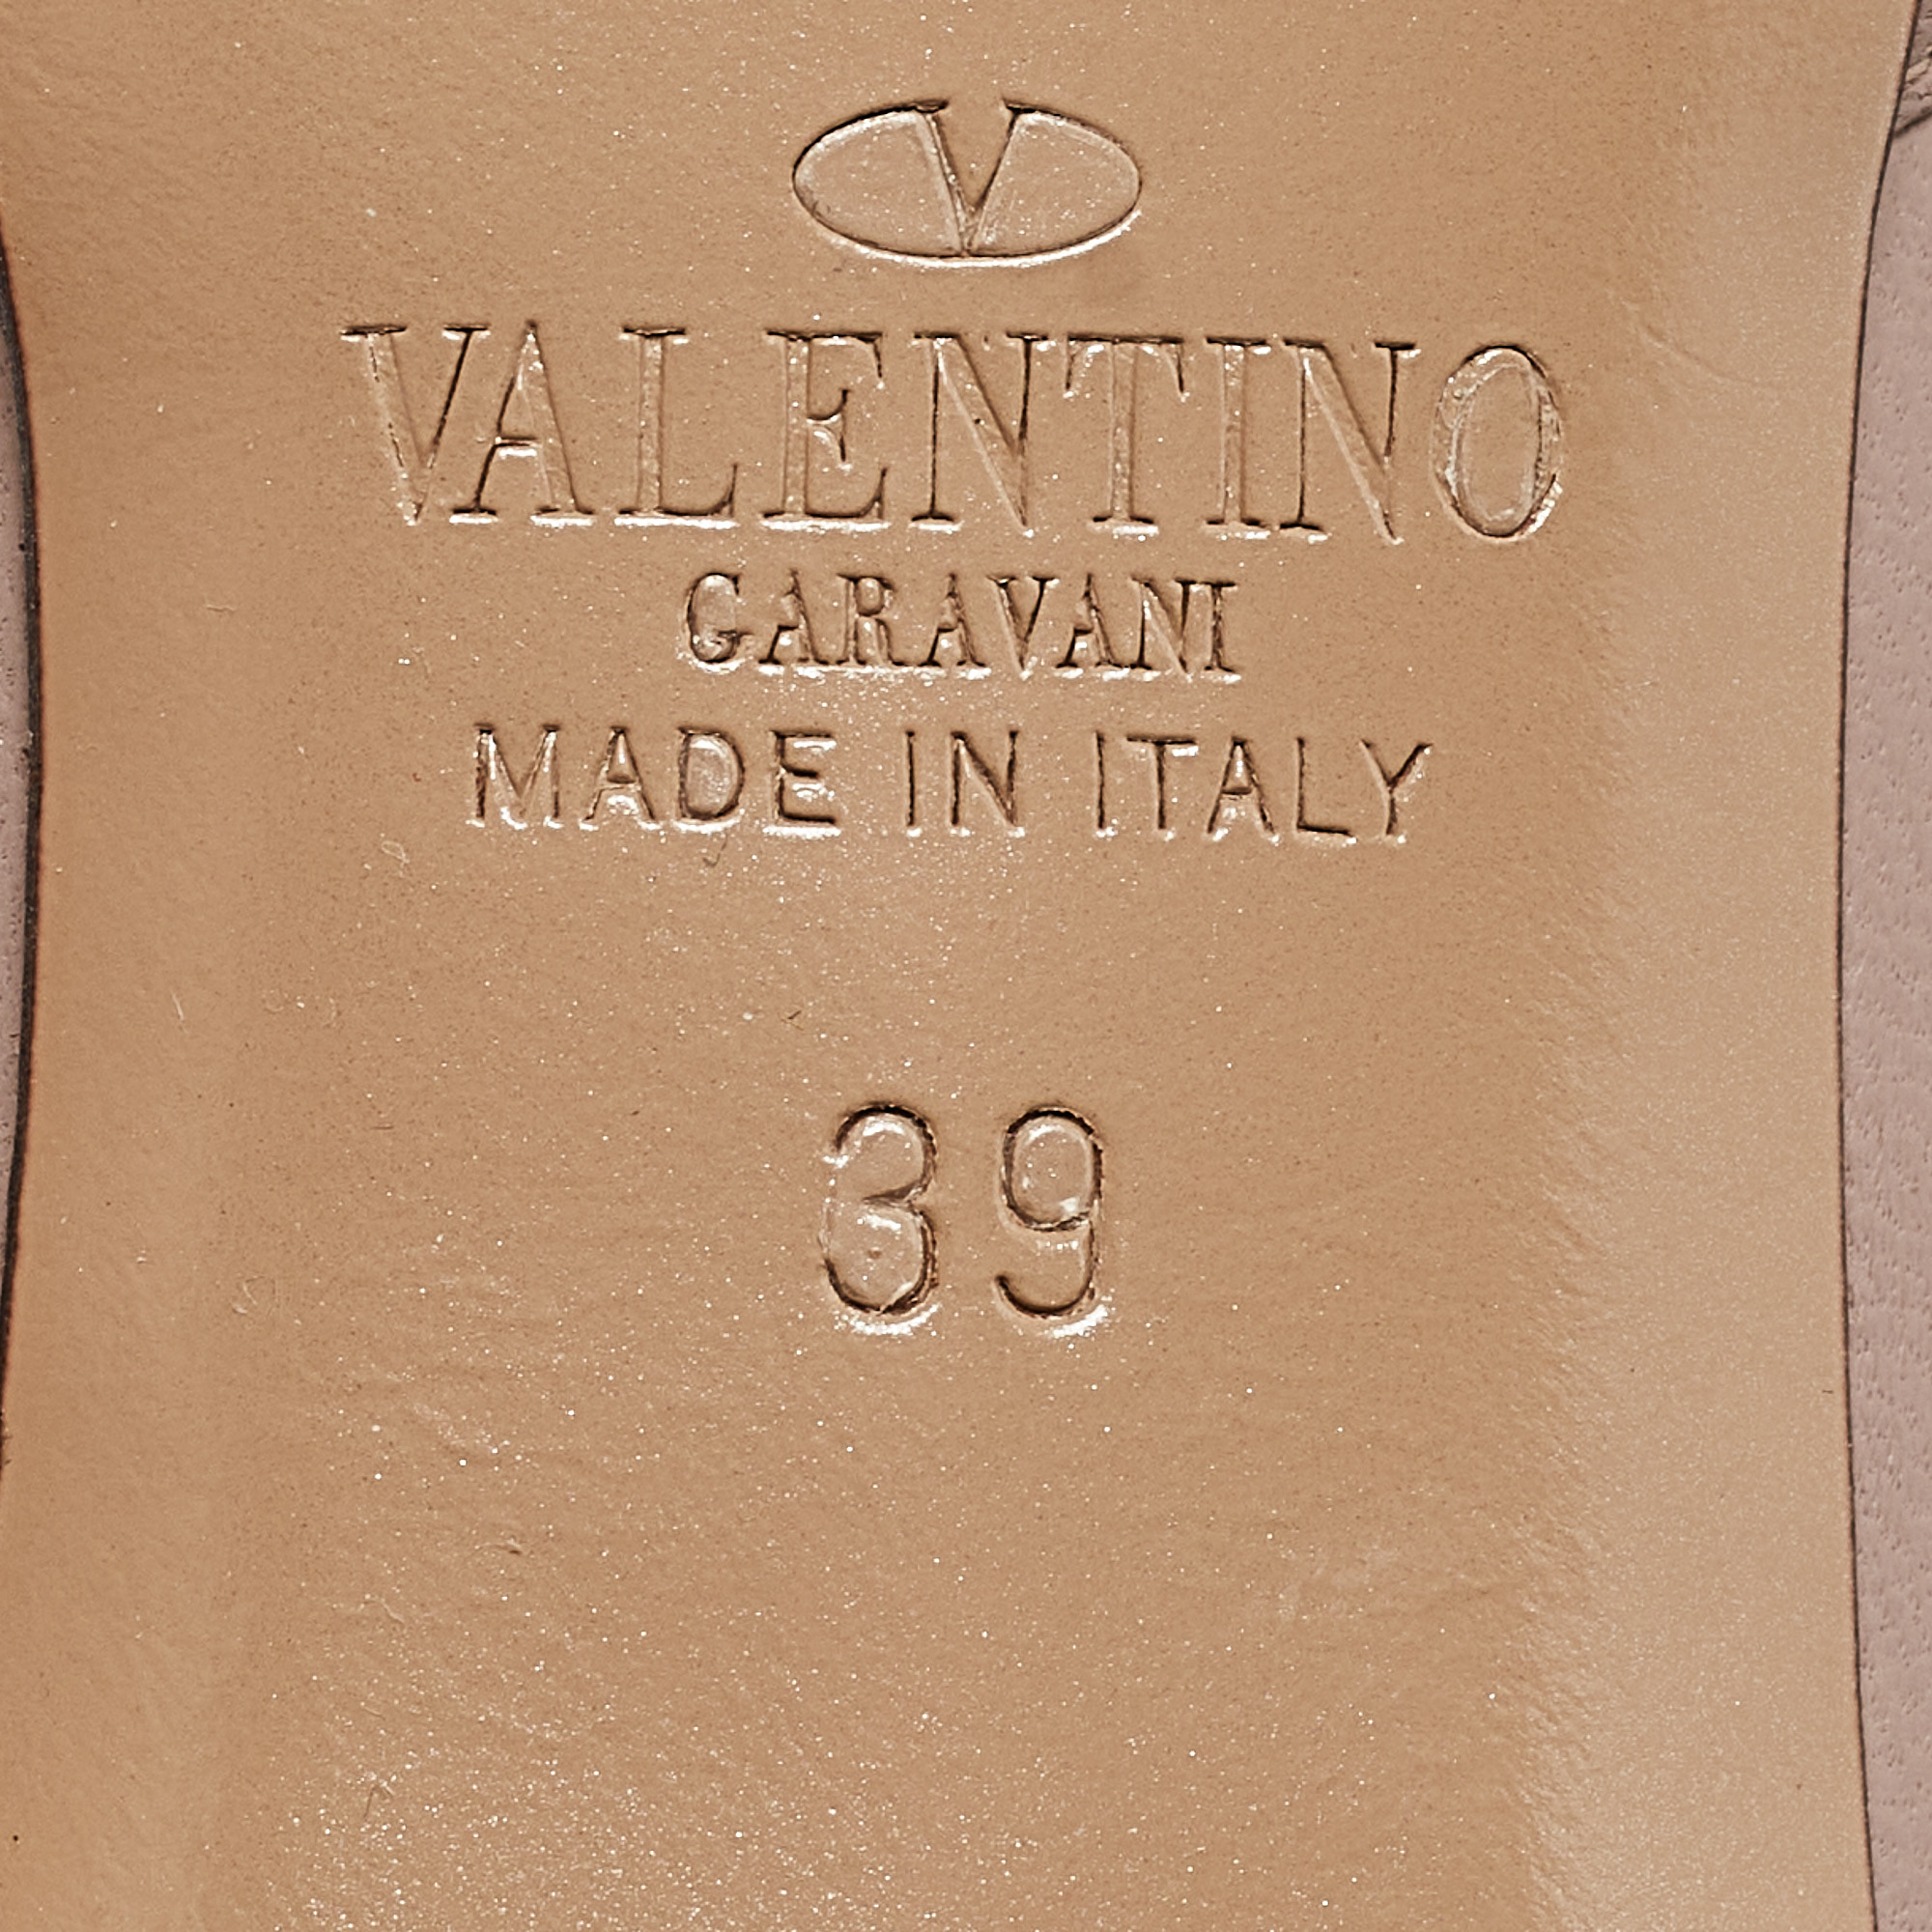 V
VALENTINO
GARAVANI
MADE IN ITALY
39